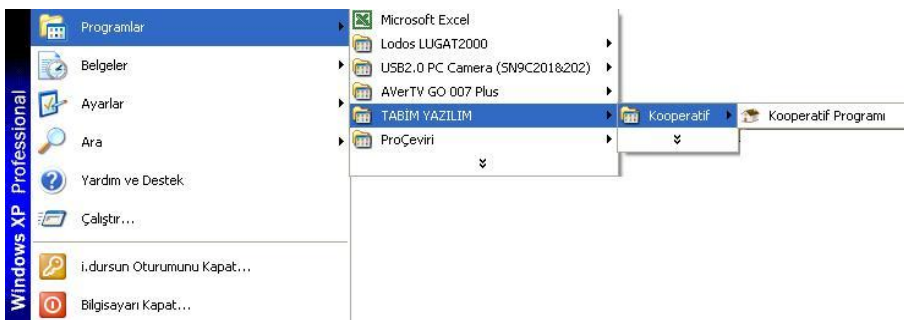 Windows XP Professional
Programlar
Belgeler
Ayarlar
Ara
Yardım ve Destek
Çalıştır...
i.dursun Oturumunu Kapat...
Bilgisayarı Kapat...
Microsoft Excel
Lodos LUGAT2000
USB2.0 PC Camera (SN9C201&202)
AVerTV GO 007 Plus
TABİM YAZILIM
ProÇeviri
Kooperatif
Kooperatif Programı